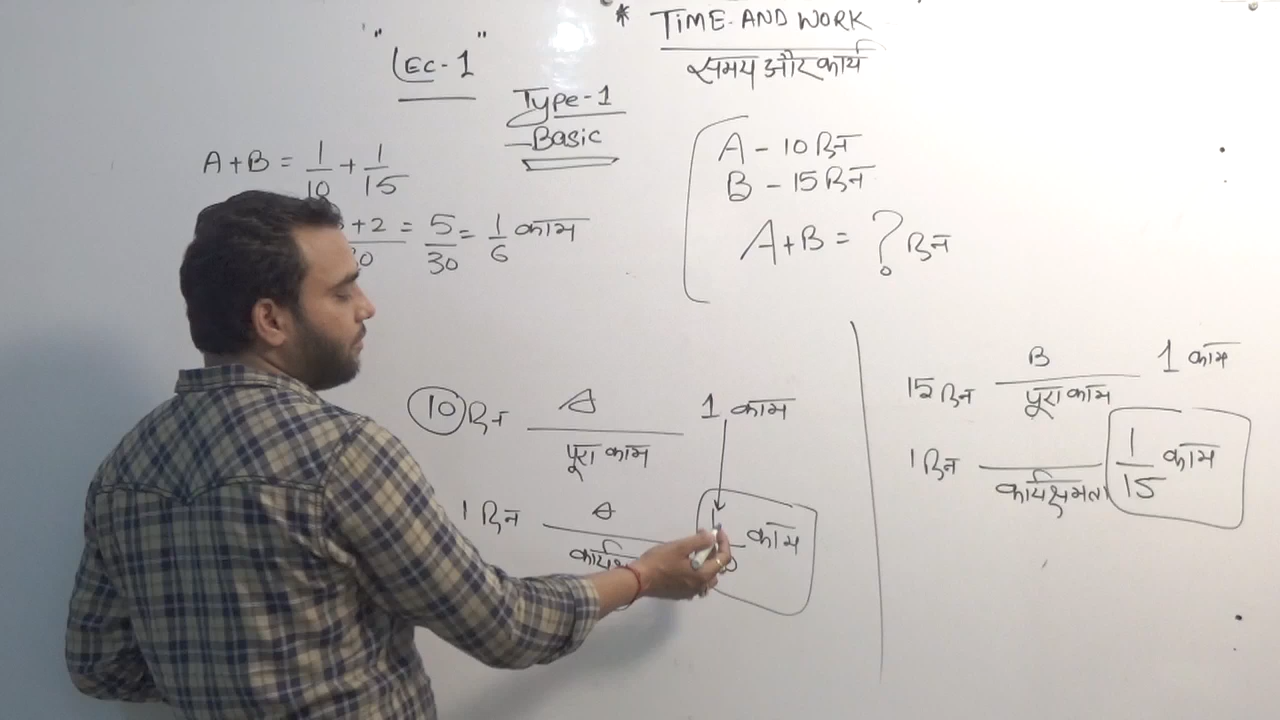 * TIME AND WORK
समय और कार्य
"LEC-1"
Type-1
Basic
A - 10 दिन
B - 15 दिन
A+B = ? दिन
A+B = 1/10 + 1/15
+2 = 5/30 = 1/6 काम
10 दिन A 1 काम
पूरा काम
1 दिन A काम
15 दिन B 1 काम
पूरा काम
1 दिन 1/15 काम
कार्यक्षमता